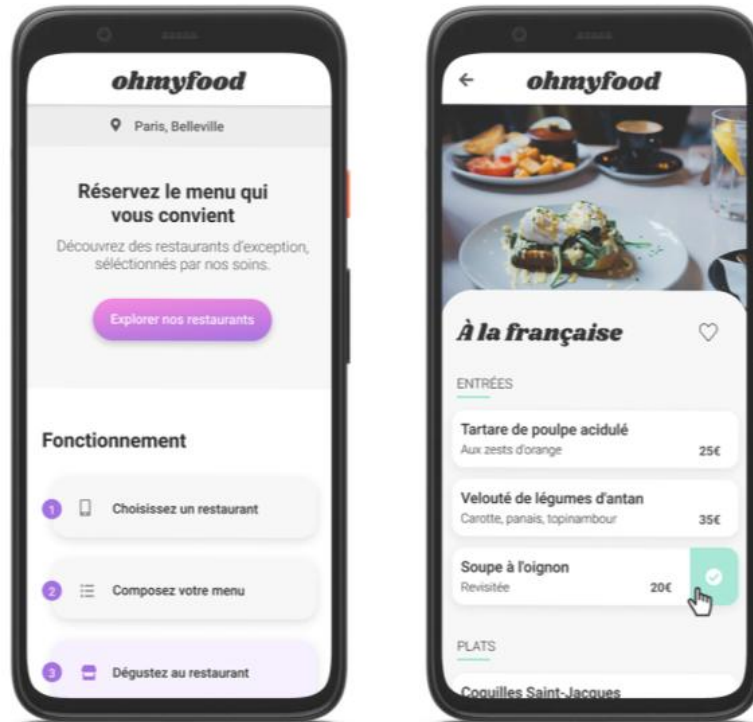 ohmyfood
Paris, Belleville
Réservez le menu qui
vous convient
Découvrez des restaurants d'exception,
séléctionnés par nos soins.
Explorer nos restaurants
Fonctionnement
1 Choisissez un restaurant
2 Composez votre menu
3 Dégustez au restaurant
ohmyfood
À la française
ENTRÉES
Tartare de poulpe acidulé
Aux zests d'orange 25€
Velouté de légumes d'antan
Carotte, panais, topinambour 35€
Soupe à l'oignon
Revisitée 20€
PLATS
Coquilles Saint-Jacques